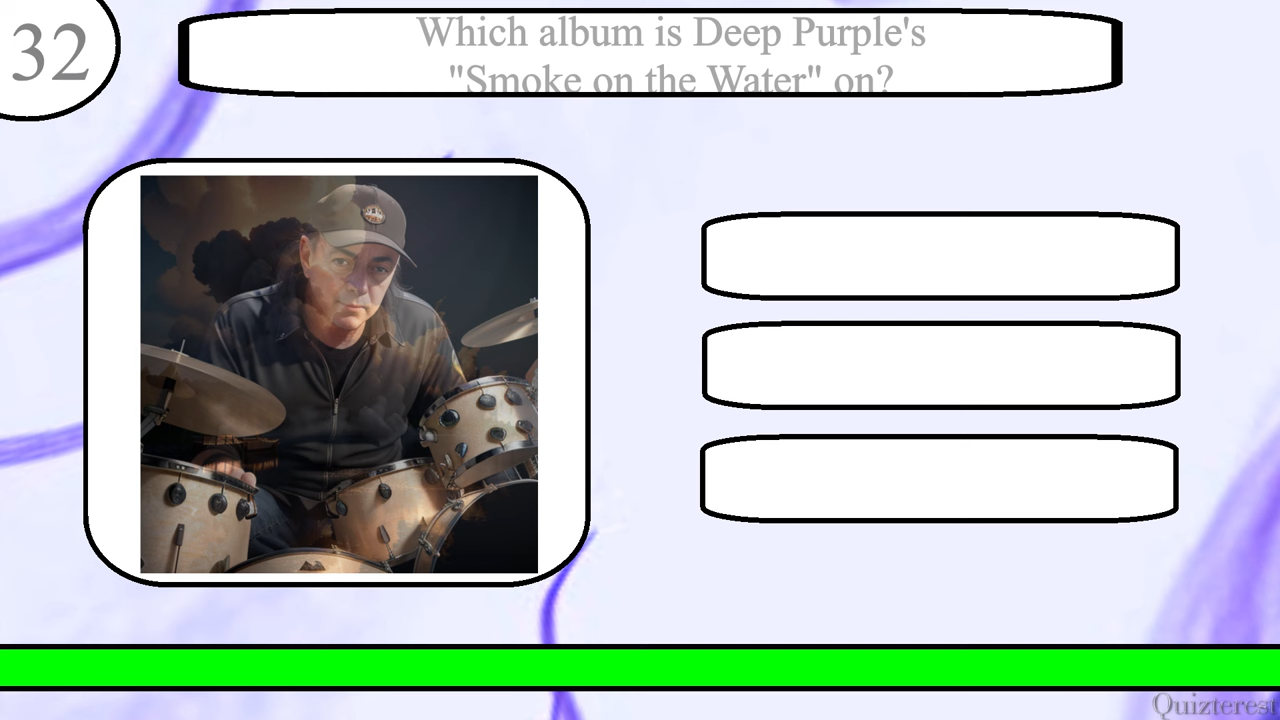 32
Which album is Deep Purple's
"Smoke on the Water" on?
Quizterest